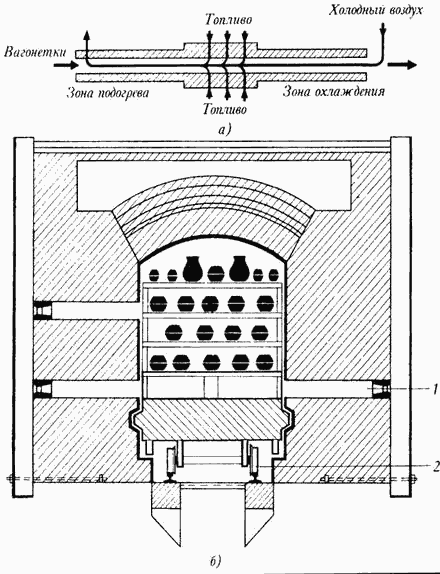 Топливо
Холодный воздух
Вагонетки
Зона подогрева
Зона охлаждения
Топливо
а)
1
2
б)